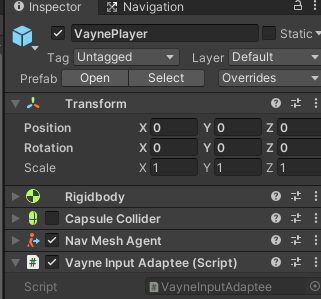 Inspector
Navigation
VaynePlayer
Static
Tag Untagged Layer Default
Prefab Open Select Overrides
Transform
Position X 0 Y 0 Z 0
Rotation X 0 Y 0 Z 0
Scale X 1 Y 1 Z 1
Rigidbody
Capsule Collider
Nav Mesh Agent
# Vayne Input Adaptee (Script)
Script # VayneInputAdaptee